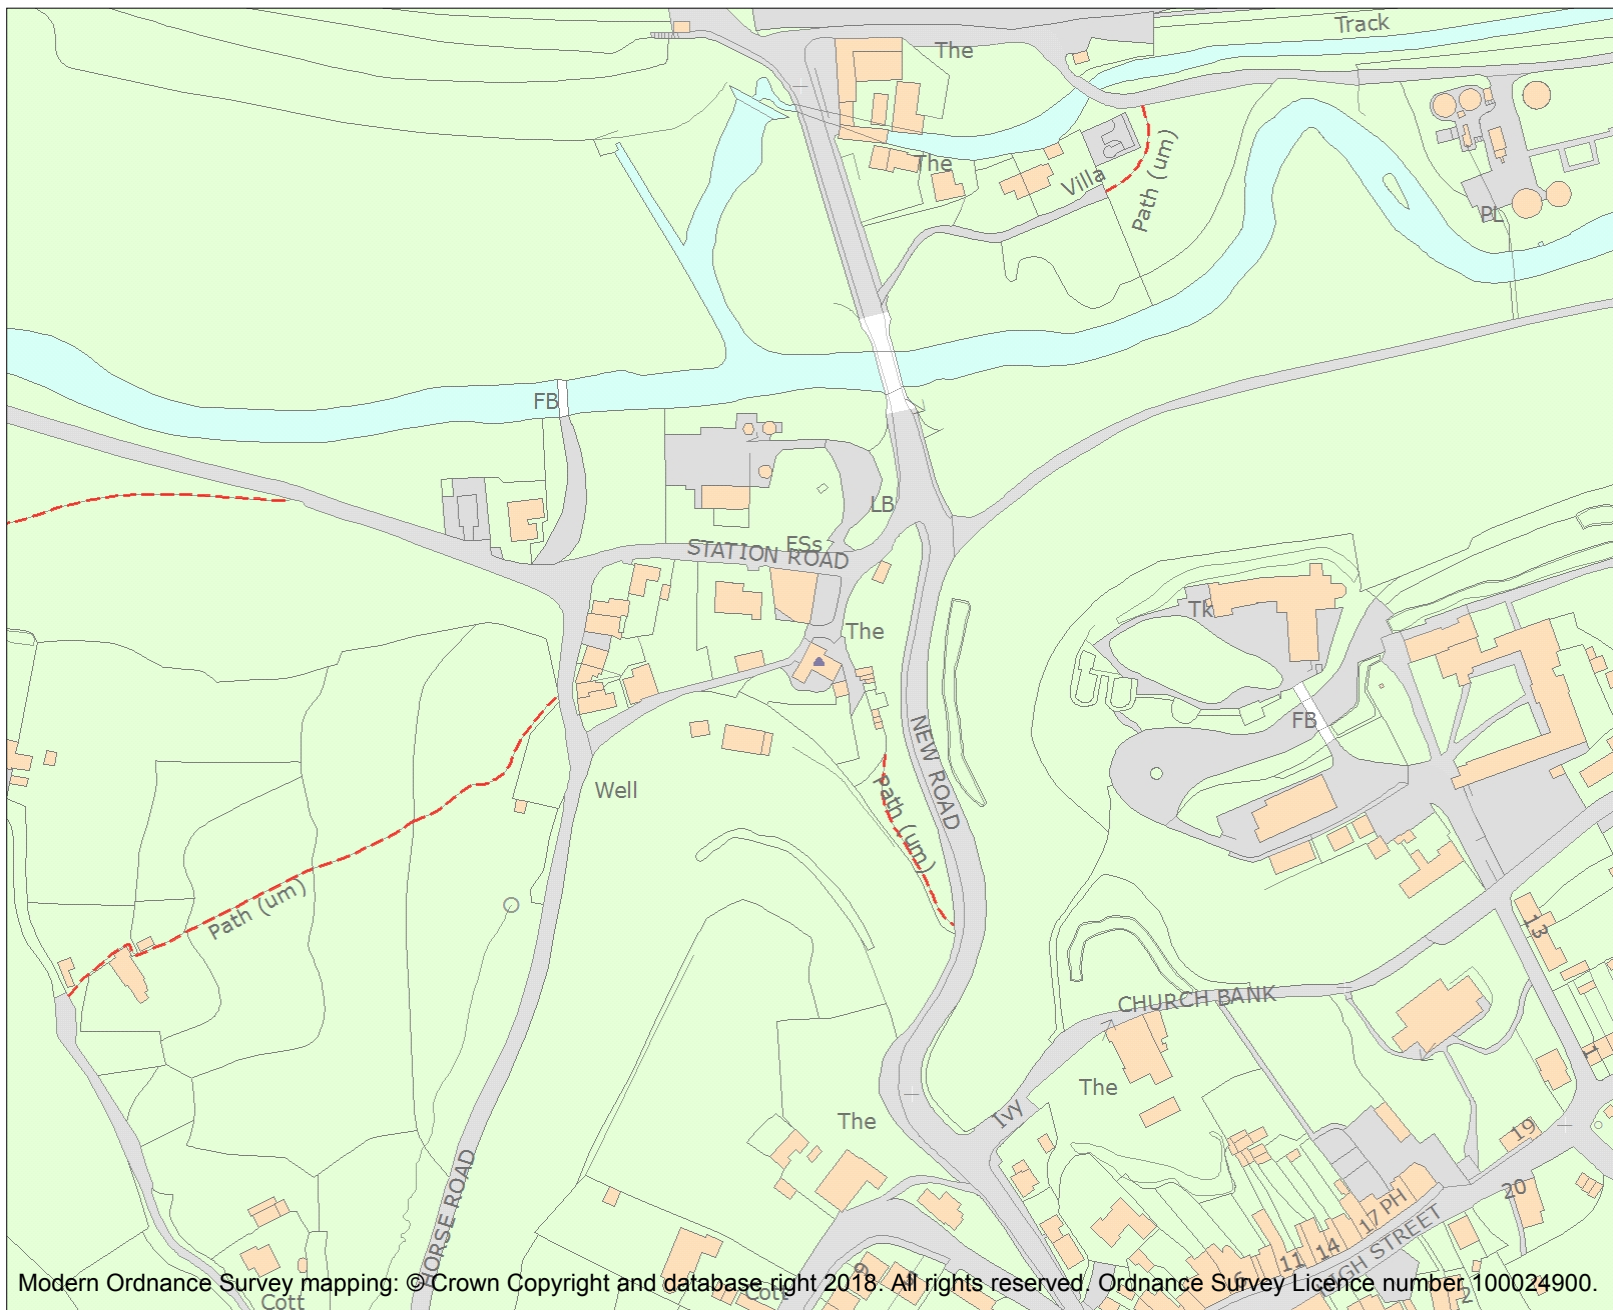 Track
The
The
Villa
Path (um)
PL
FB
LB
ESs
STATION ROAD
Tk
The
FB
NEW ROAD
Well
Path (um)
Path (um)
13
CHURCH BANK
1
The
Ivy
The
19
20
17 PH
HORSE ROAD
14
11
HIGH STREET
6
9
2
Cott
Cott
Modern Ordnance Survey mapping: © Crown Copyright and database right 2018. All rights reserved. Ordnance Survey Licence number 100024900.